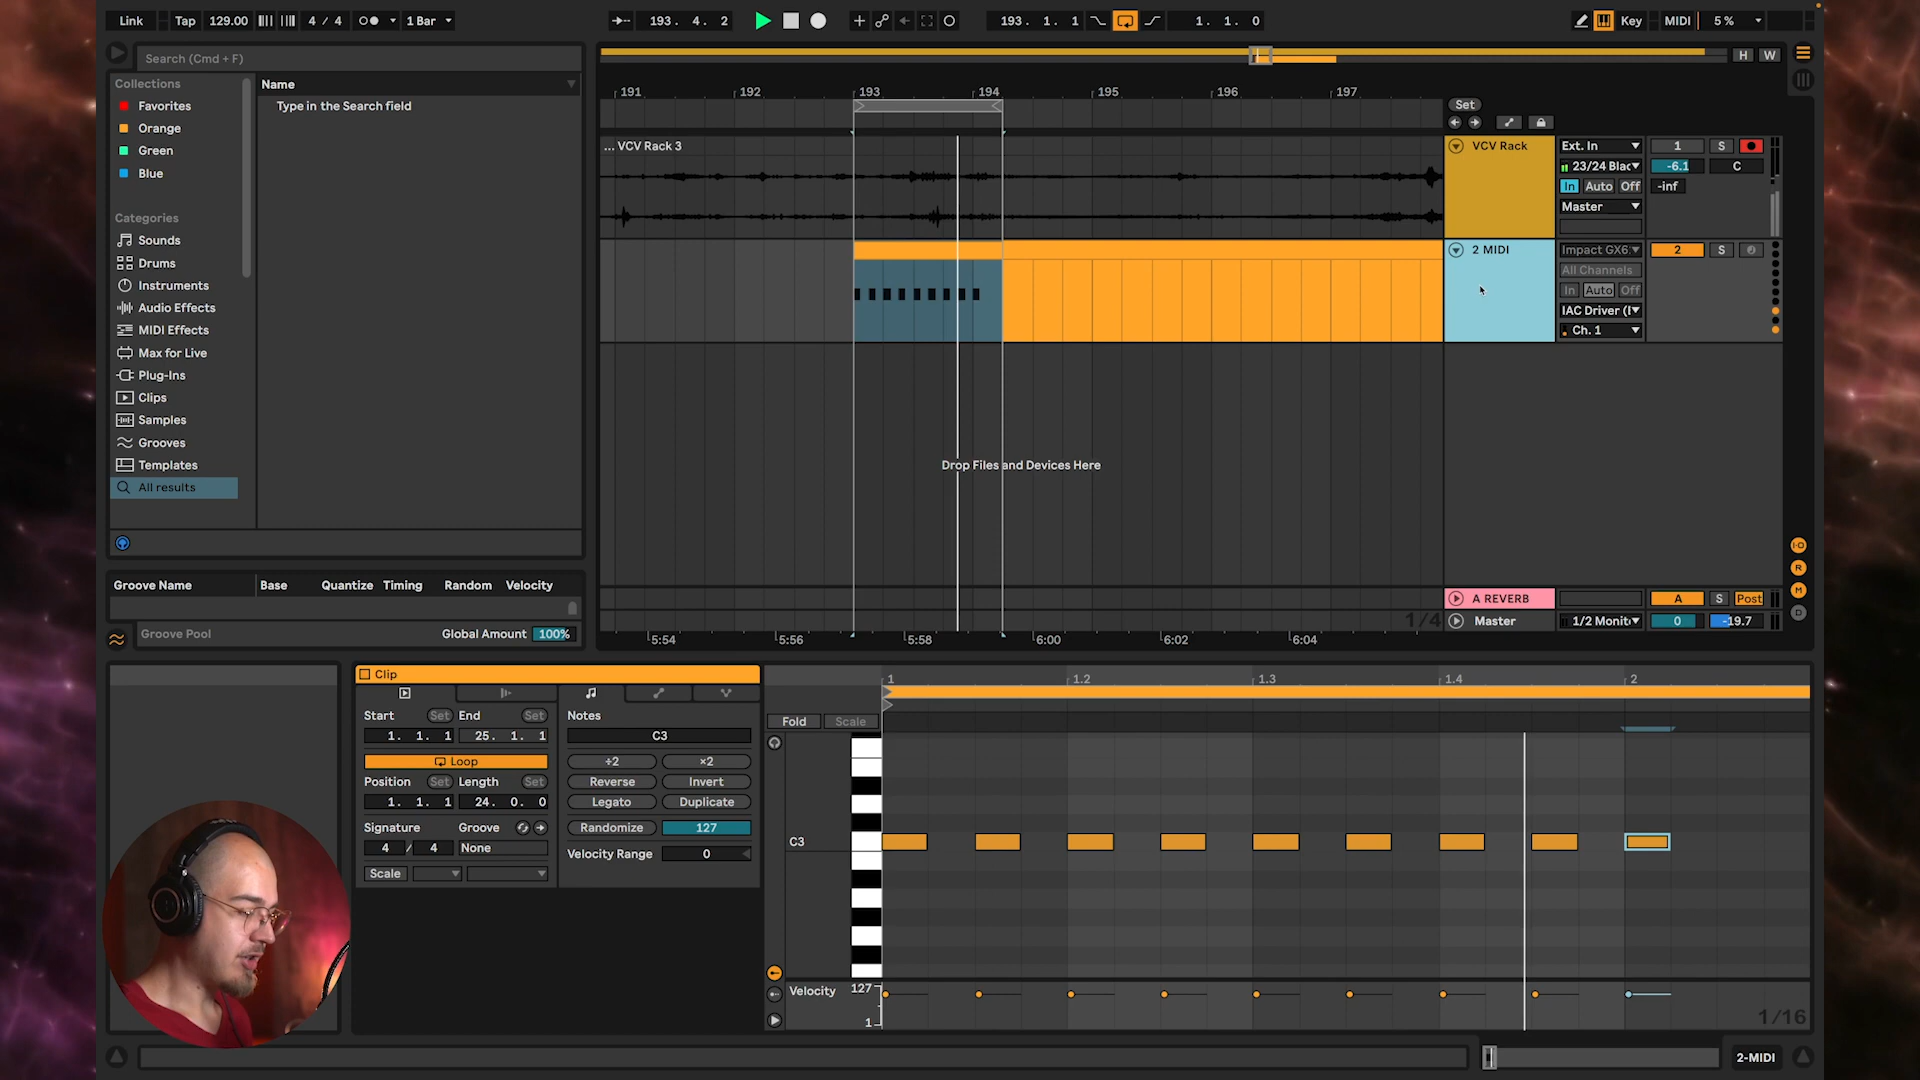 Link Tap 129.00 4 / 4 1 Bar 193. 4. 2 193. 1. 1 1. 1. 0 Key MIDI 5 %
Search (Cmd + F)
H W
Collections
Favorites
Orange
Green
Blue
Categories
Sounds
Drums
Instruments
Audio Effects
MIDI Effects
Max for Live
Plug-Ins
Clips
Samples
Grooves
Templates
All results
Name
Type in the Search field
191 192 193 194 195 196 197
Set
... VCV Rack 3
VCV Rack Ext. In 1 S
23/24 Blac -6.1 C
In Auto Off -inf
Master
2 MIDI Impact GX6 2 S
All Channels
In Auto Off
IAC Driver (I
Ch. 1
Drop Files and Devices Here
A REVERB A S Post
1/4
Master 1/2 Monit 0 -19.7
5:54 5:56 5:58 6:00 6:02 6:04
I·O
R
M
D
Groove Name Base Quantize Timing Random Velocity
Groove Pool Global Amount 100%
Clip
Start Set End Set
1. 1. 1 25. 1. 1
Loop
Position Set Length Set
1. 1. 1 24. 0. 0
Signature Groove
4 / 4 None
Scale
Notes
C3
÷2 ×2
Reverse Invert
Legato Duplicate
Randomize 127
Velocity Range 0
1 1.2 1.3 1.4 2
Fold Scale
C3
Velocity 127
1
1/16
2-MIDI